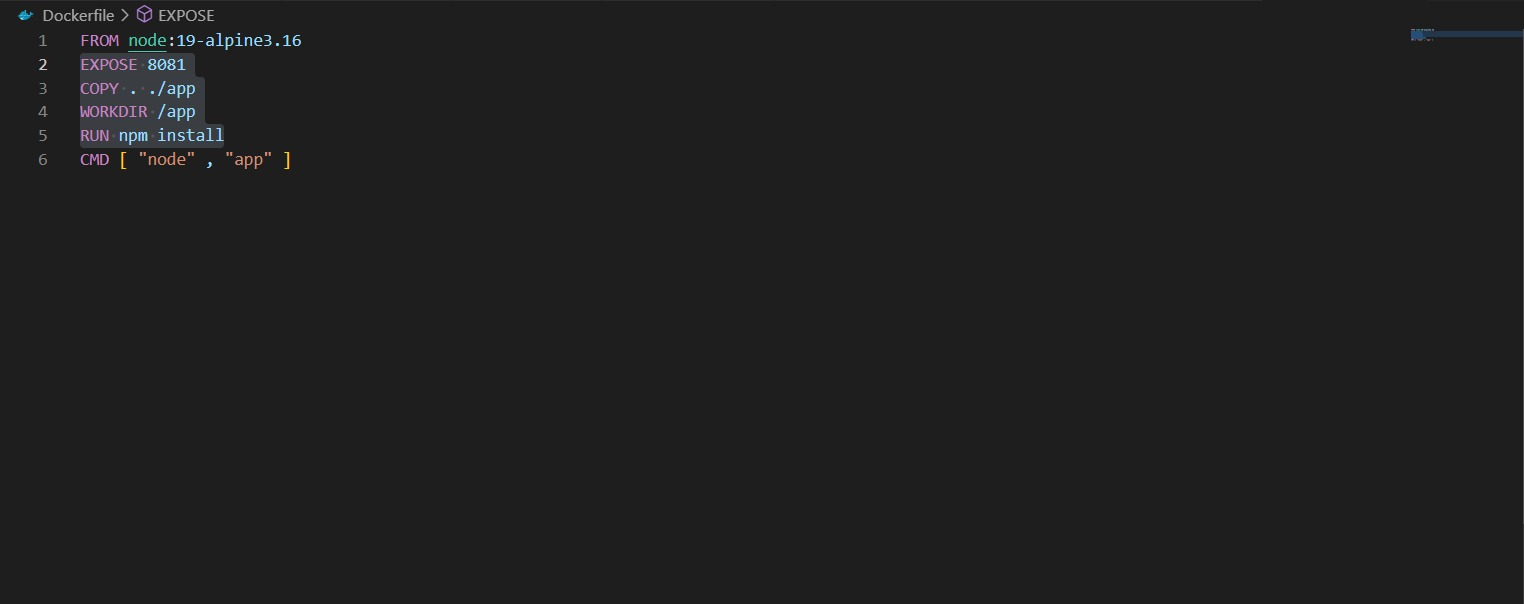 Dockerfile > EXPOSE
1 FROM node:19-alpine3.16
2 EXPOSE 8081
3 COPY . ./app
4 WORKDIR /app
5 RUN npm install
6 CMD [ "node" , "app" ]